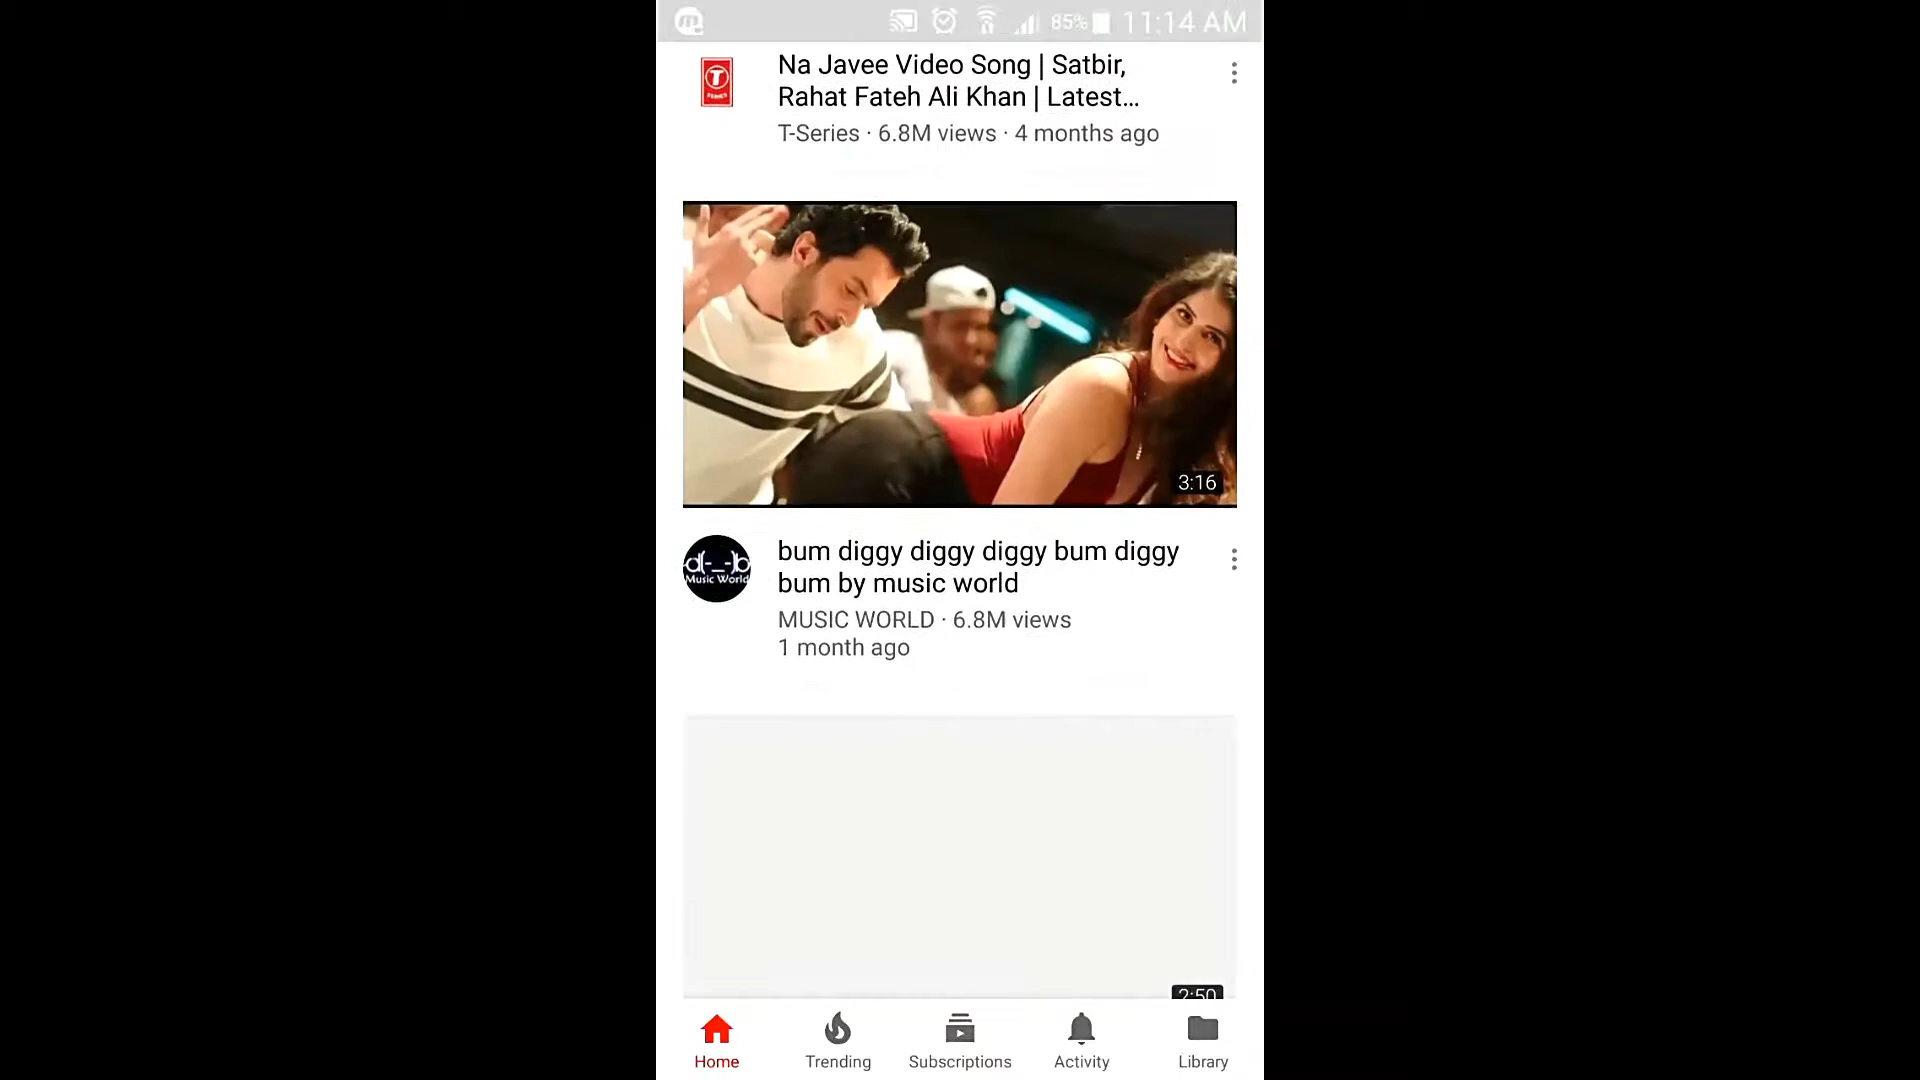 85% 11:14 AM
Na Javee Video Song | Satbir,
Rahat Fateh Ali Khan | Latest...
T-Series · 6.8M views · 4 months ago
T
SERIES
3:16
d(-_-)b
Music World
bum diggy diggy diggy bum diggy
bum by music world
MUSIC WORLD · 6.8M views
1 month ago
2:50
Home
Trending
Subscriptions
Activity
Library